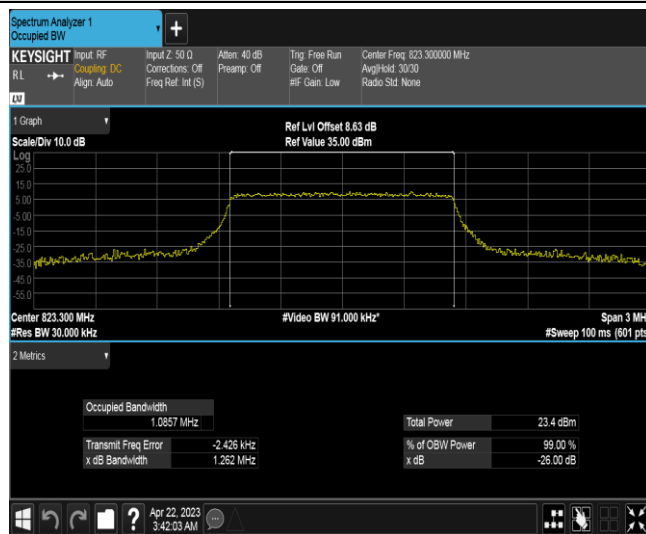 Spectrum Analyzer 1
Occupied BW
KEYSIGHT
RL
LXI
Input: RF
Coupling: DC
Align: Auto
Input Z: 50 Ω
Corrections: Off
Freq Ref: Int (S)
Atten: 40 dB
Preamp: Off
Trig: Free Run
Gate: Off
#IF Gain: Low
Center Freq: 823.300000 MHz
Avg|Hold: 30/30
Radio Std: None
1 Graph
Scale/Div 10.0 dB
Ref Lvl Offset 8.63 dB
Ref Value 35.00 dBm
Log
25.0
15.0
5.00
-5.00
-15.0
-25.0
-35.0
-45.0
-55.0
Center 823.300 MHz
#Res BW 30.000 kHz
#Video BW 91.000 kHz*
Span 3 MH
#Sweep 100 ms (601 pts
2 Metrics
Occupied Bandwidth
1.0857 MHz
Transmit Freq Error -2.426 kHz
x dB Bandwidth 1.262 MHz
Total Power 23.4 dBm
% of OBW Power 99.00 %
x dB -26.00 dB
?
Apr 22, 2023
3:42:03 AM